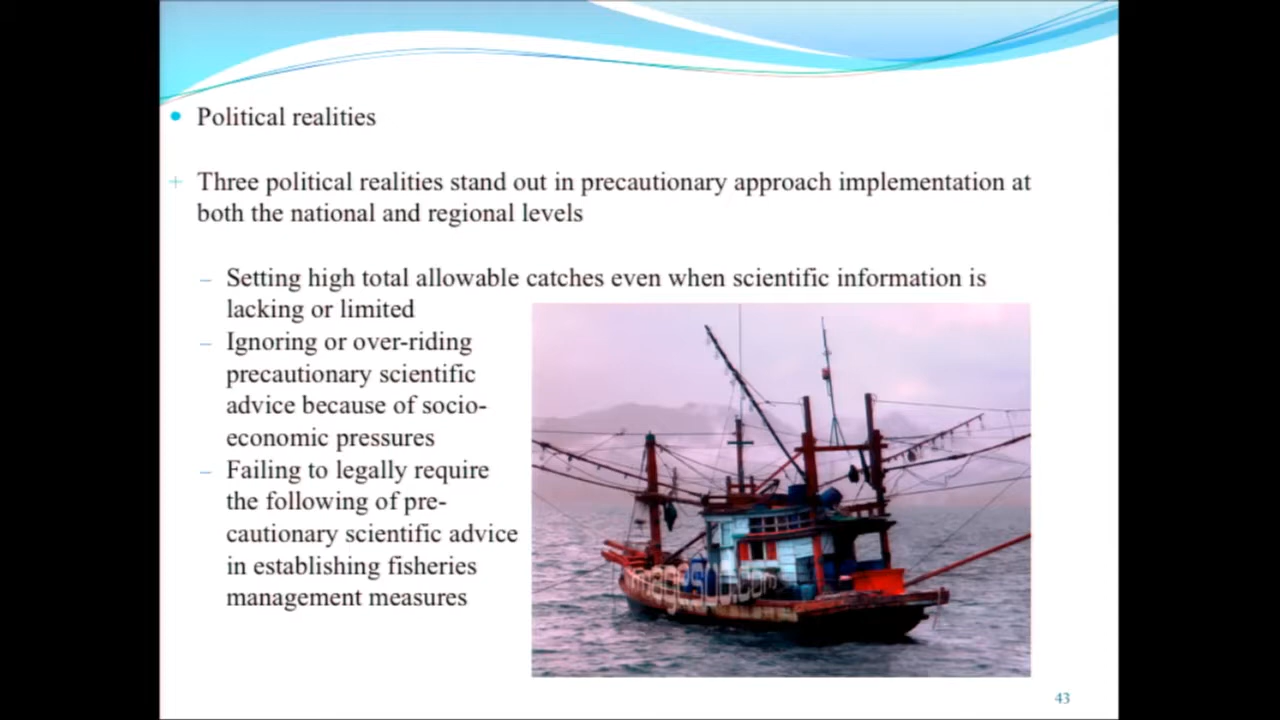 Political realities
Three political realities stand out in precautionary approach implementation at
both the national and regional levels
Setting high total allowable catches even when scientific information is
lacking or limited
Ignoring or over-riding
precautionary scientific
advice because of socio-
economic pressures
Failing to legally require
the following of pre-
cautionary scientific advice
in establishing fisheries
management measures
43